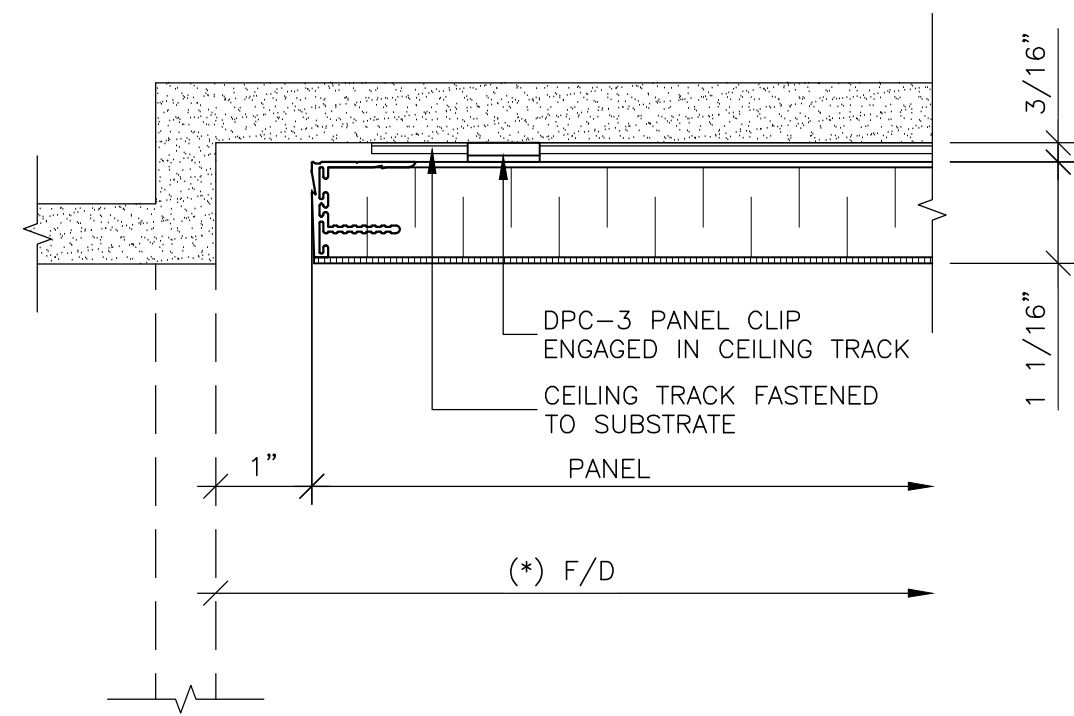 3/16”
DPC-3 PANEL CLIP
ENGAGED IN CEILING TRACK
1 1/16”
CEILING TRACK FASTENED
TO SUBSTRATE
1”
PANEL
(*) F/D